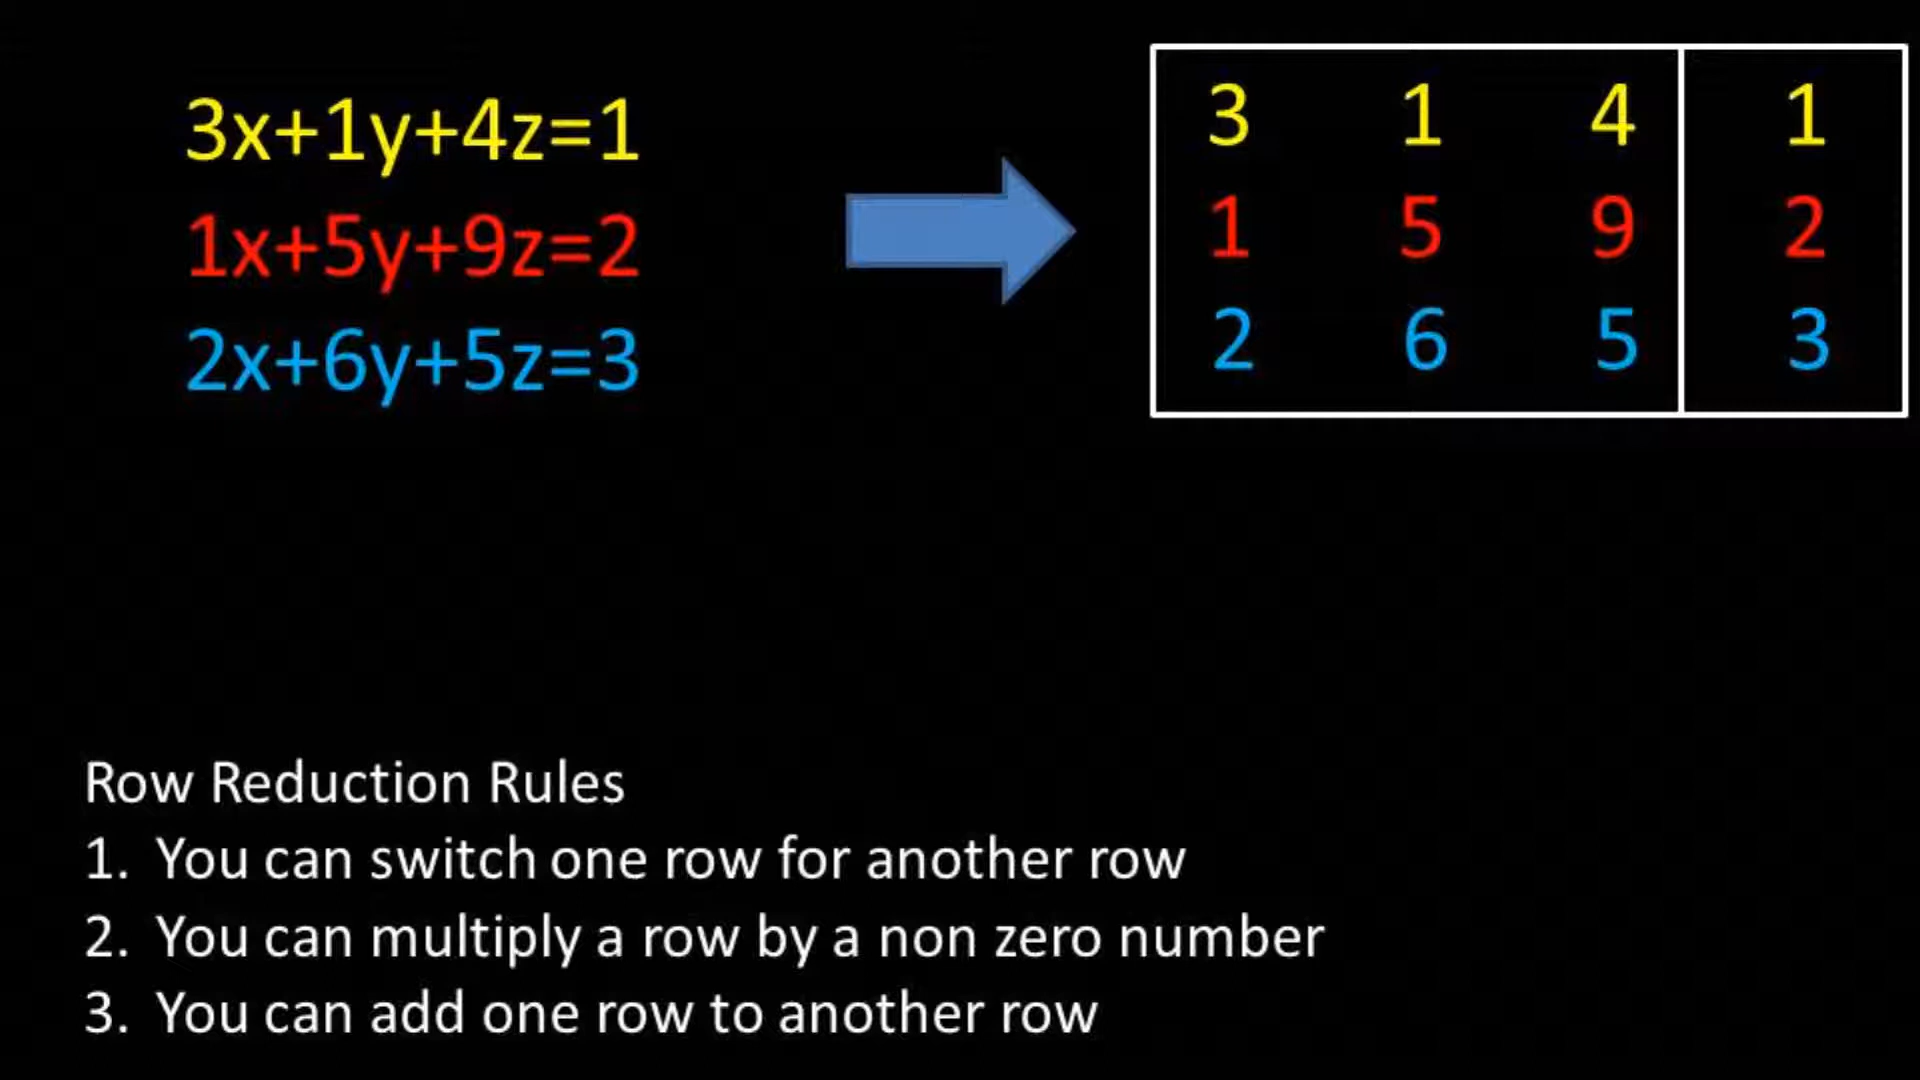 3x+1y+4z=1
1x+5y+9z=2
2x+6y+5z=3
3 1 4 1
1 5 9 2
2 6 5 3
Row Reduction Rules
1. You can switch one row for another row
2. You can multiply a row by a non zero number
3. You can add one row to another row